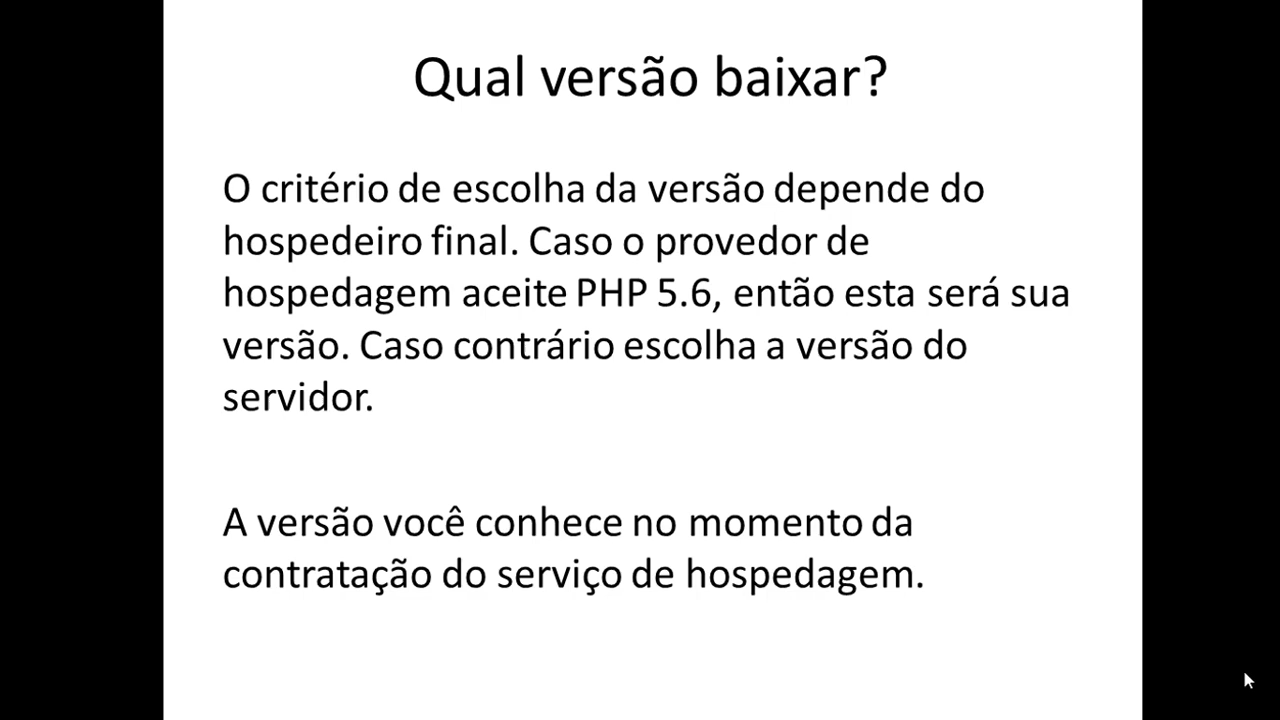 Qual versão baixar?
O critério de escolha da versão depende do
hospedeiro final. Caso o provedor de
hospedagem aceite PHP 5.6, então esta será sua
versão. Caso contrário escolha a versão do
servidor.
A versão você conhece no momento da
contratação do serviço de hospedagem.